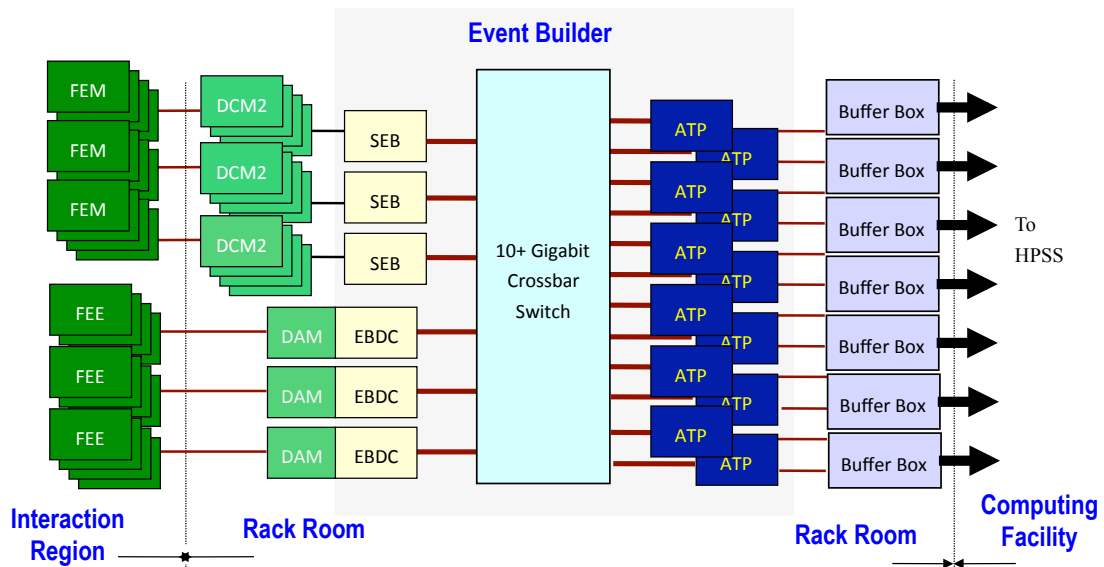 Event Builder
FEM
FEM
FEM
DCM2
DCM2
DCM2
SEB
SEB
SEB
FEE
FEE
FEE
DAM
EBDC
DAM
EBDC
DAM
EBDC
10+ Gigabit
Crossbar
Switch
ATP
ATP
ATP
ATP
ATP
ATP
ATP
ATP
ATP
ATP
ATP
ATP
Buffer Box
Buffer Box
Buffer Box
Buffer Box
Buffer Box
Buffer Box
Buffer Box
To
HPSS
Interaction
Region
Rack Room
Rack Room
Computing
Facility